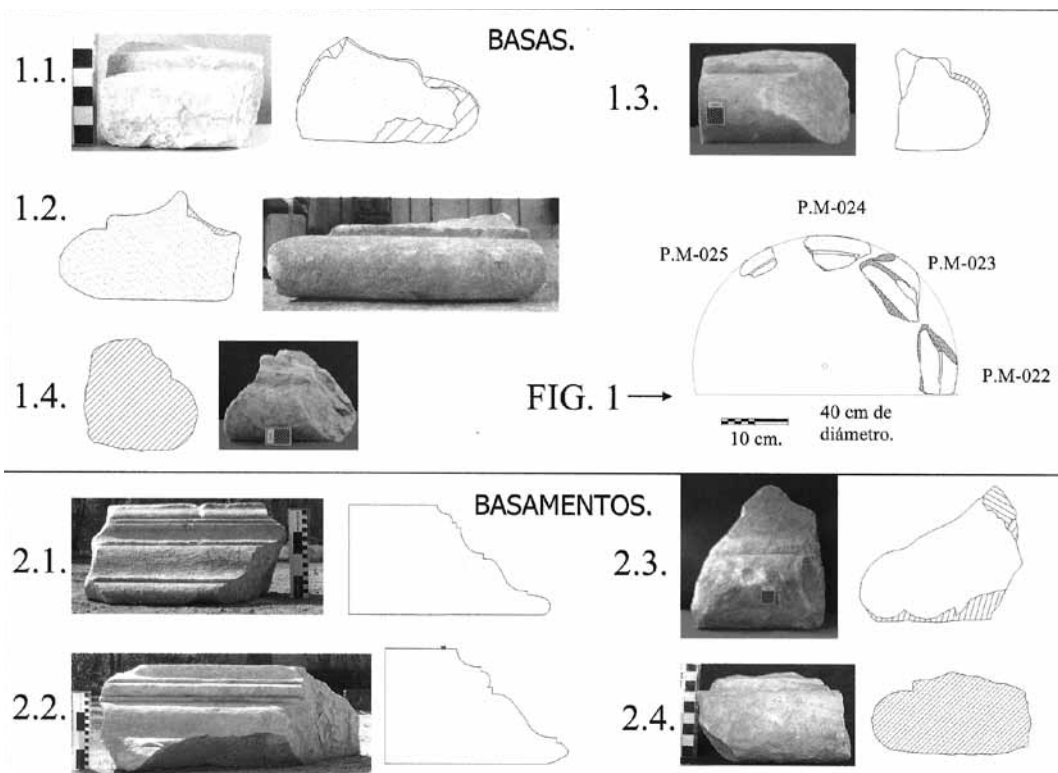 BASAS.
1.1.
1.3.
1.2.
P.M-024
P.M-025
P.M-023
P.M-022
1.4.
FIG. 1
40 cm de
diámetro.
10 cm.
BASAMENTOS.
2.1.
2.3.
2.2.
2.4.